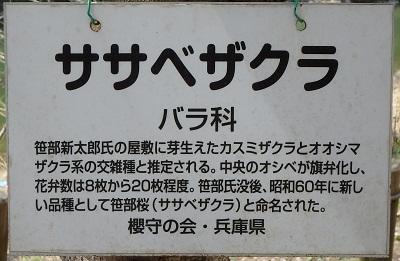 ササベザクラ
バラ科
笹部新太郎氏の屋敷に芽生えたカスミザクラとオオシマ
ザクラ系の交雑種と推定される。中央のオシベが旗弁化し、
花弁数は8枚から20枚程度。笹部氏没後、昭和60年に新し
い品種として笹部桜（ササベザクラ）と命名された。
櫻守の会・兵庫県